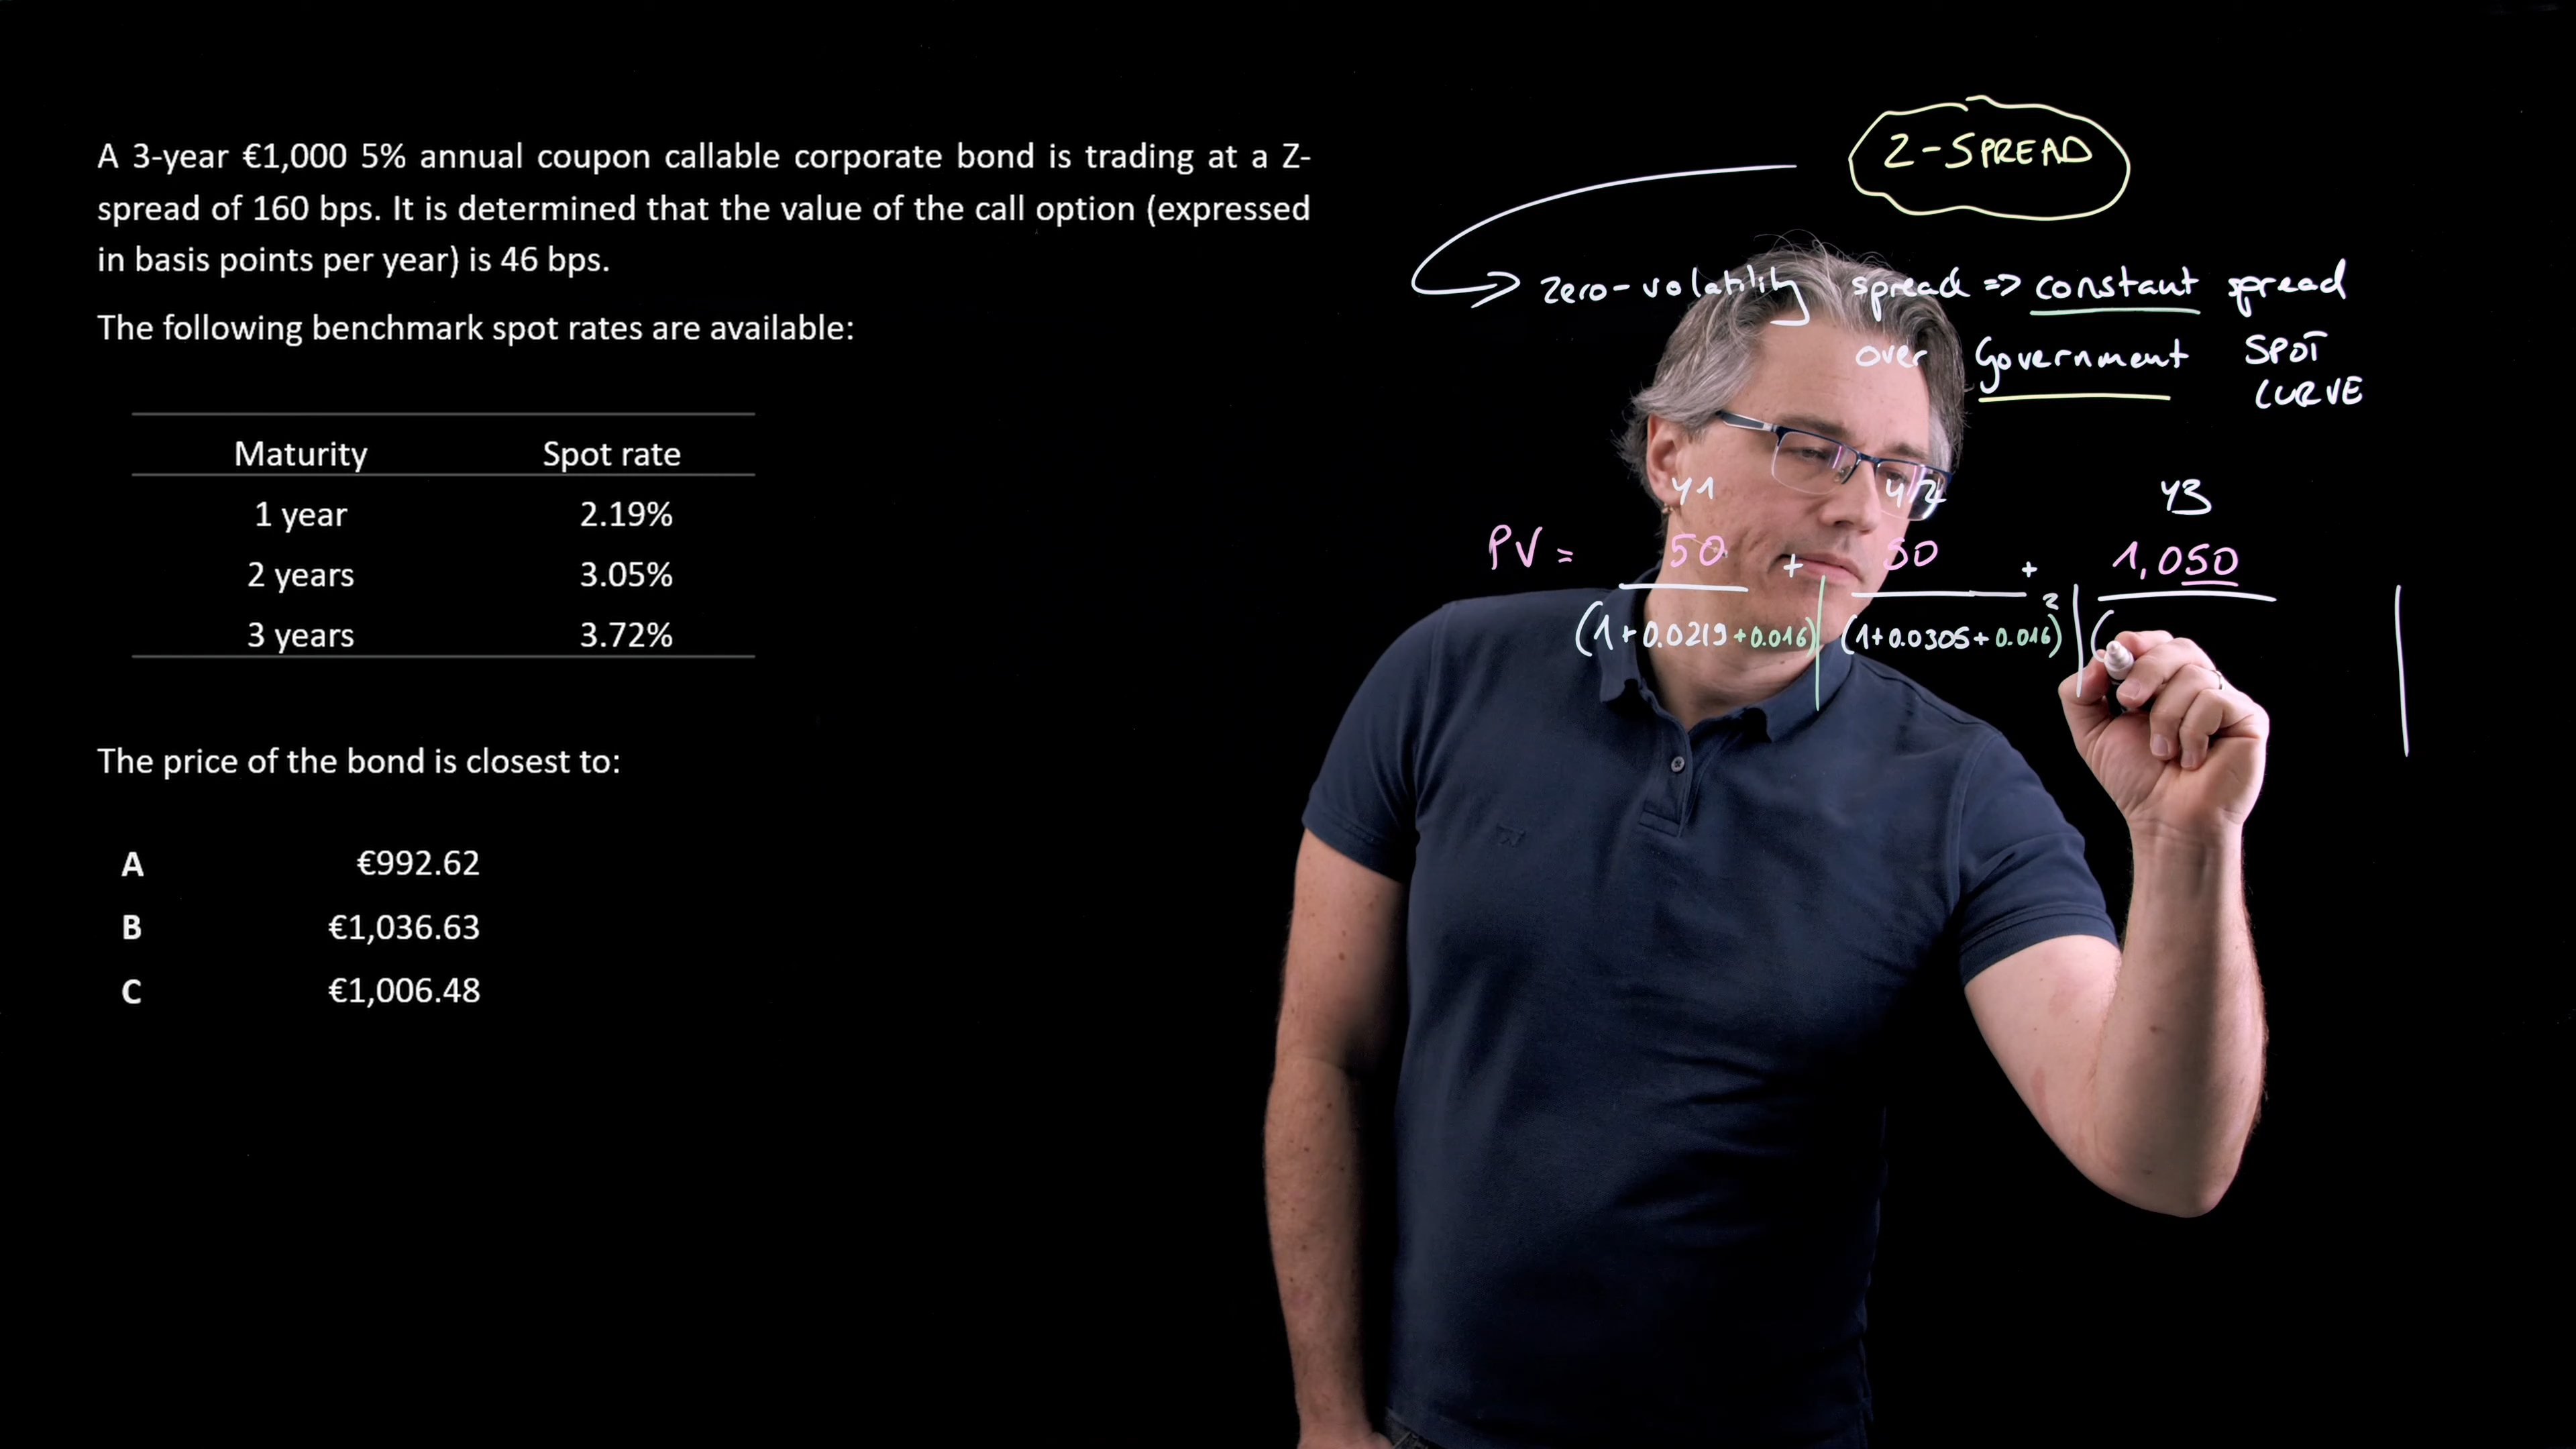 A 3-year €1,000 5% annual coupon callable corporate bond is trading at a Z-
spread of 160 bps. It is determined that the value of the call option (expressed
in basis points per year) is 46 bps.
The following benchmark spot rates are available:
Maturity Spot rate
1 year 2.19%
2 years 3.05%
3 years 3.72%
The price of the bond is closest to:
A €992.62
B €1,036.63
C €1,006.48
Z-SPREAD
zero-volatility spread => constant spread
over Government SPOT
CURVE
y1 y2 y3
PV = 50 + 50 + 1,050
(1+0.0219+0.016) (1+0.0305+0.016)² (